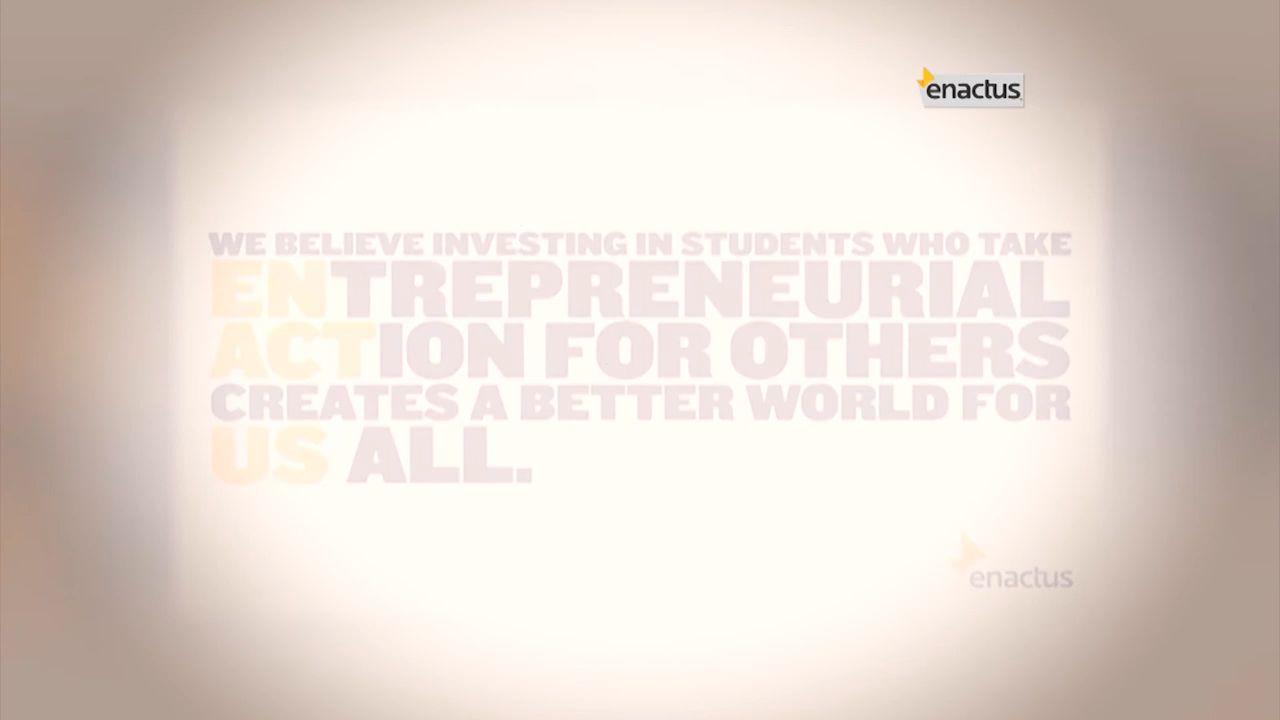 enactus
WE BELIEVE INVESTING IN STUDENTS WHO TAKE
ENTREPRENEURIAL
ACTION FOR OTHERS
CREATES A BETTER WORLD FOR
US ALL.
enactus